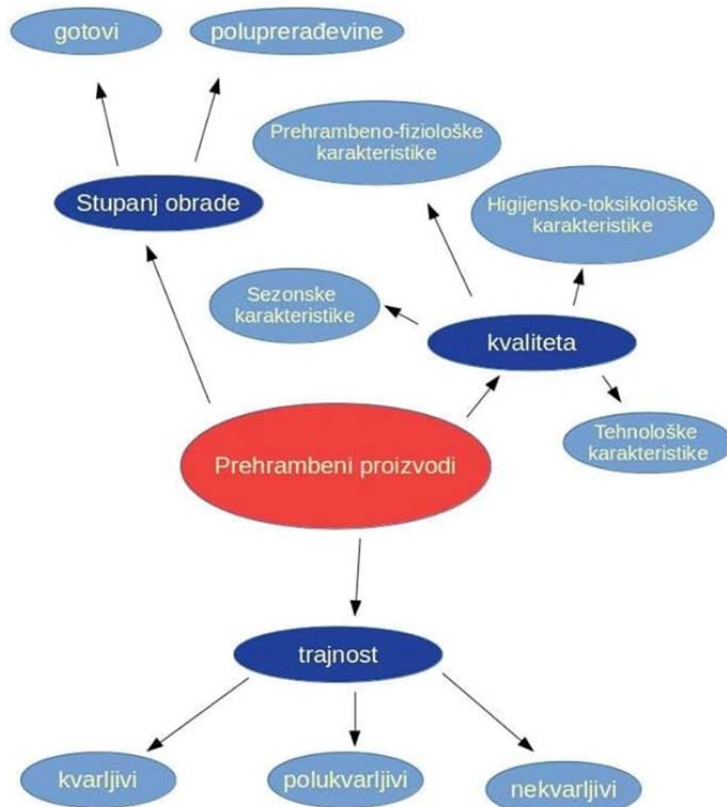 gotovi
poluprerađevine
Prehrambeno-fiziološke
karakteristike
Stupanj obrade
Higijensko-toksikološke
karakteristike
Sezonske
karakteristike
kvaliteta
Tehnološke
karakteristike
Prehrambeni proizvodi
trajnost
kvarljivi
polukvarljivi
nekvarljivi